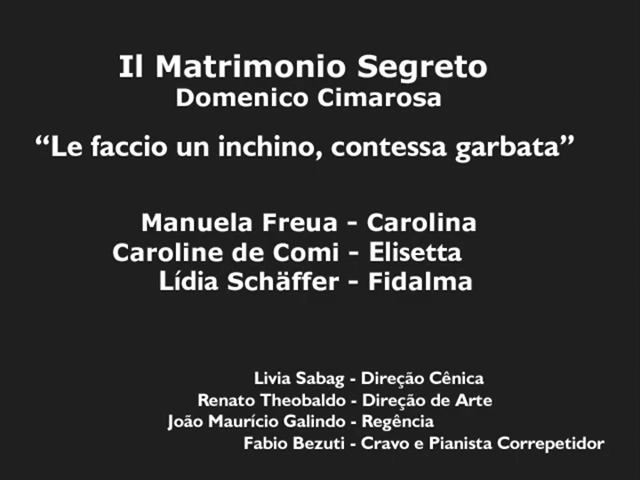 Il Matrimonio Segreto
Domenico Cimarosa
“Le faccio un inchino, contessa garbata”
Manuela Freua - Carolina
Caroline de Comi - Elisetta
Lídia Schäffer - Fidalma
Livia Sabag - Direção Cênica
Renato Theobaldo - Direção de Arte
João Maurício Galindo - Regência
Fabio Bezuti - Cravo e Pianista Correpetidor